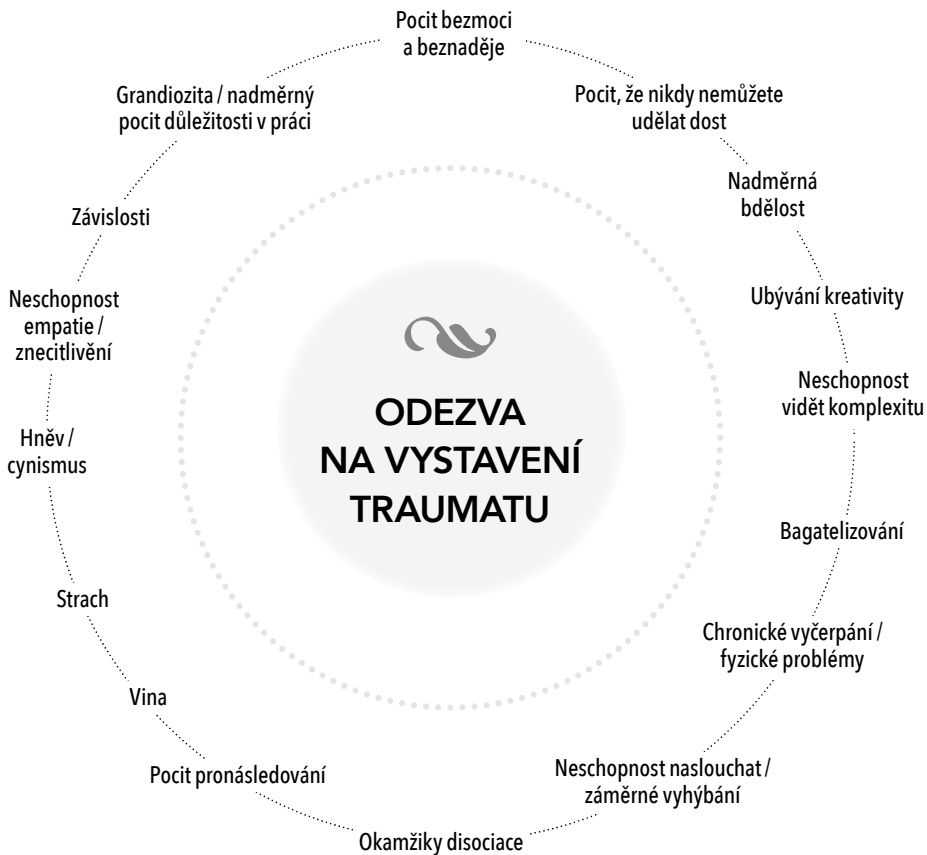 Pocit bezmoci
a beznaděje
Pocit, že nikdy nemůžete
udělat dost
Nadměrná
bdělost
Ubývání kreativity
Neschopnost
vidět komplexitu
Bagatelizování
Chronické vyčerpání /
fyzické problémy
Neschopnost naslouchat /
záměrné vyhýbání
Okamžiky disociace
Pocit pronásledování
Vina
Strach
Hněv /
cynismus
Neschopnost
empatie /
znecitlivění
Závislosti
Grandiozita / nadměrný
pocit důležitosti v práci
ODEZVA
NA VYSTAVENÍ
TRAUMATU